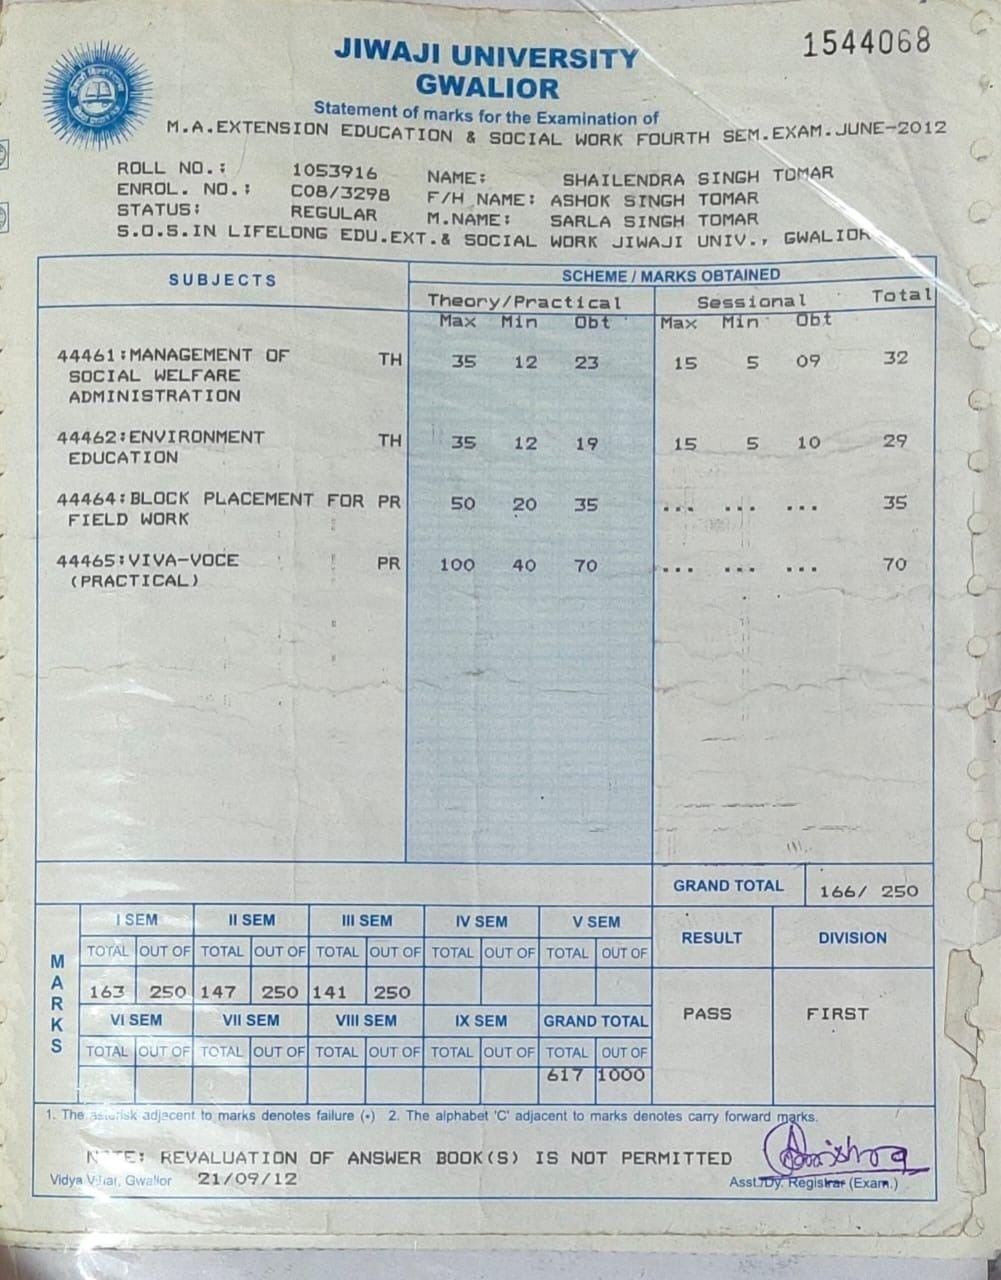 1544068
JIWAJI UNIVERSITY
GWALIOR
Statement of marks for the Examination of
M.A.EXTENSION EDUCATION & SOCIAL WORK FOURTH SEM.EXAM.JUNE-2012
ROLL NO.: 1053916 NAME: SHAILENDRA SINGH TOMAR
ENROL. NO.: C08/3298 F/H NAME: ASHOK SINGH TOMAR
STATUS: REGULAR M.NAME: SARLA SINGH TOMAR
S.O.S.IN LIFELONG EDU.EXT.& SOCIAL WORK JIWAJI UNIV., GWALIOR
SUBJECTS SCHEME / MARKS OBTAINED
Theory/Practical Sessional Total
Max Min Obt Max Min Obt
44461:MANAGEMENT OF TH 35 12 23 15 5 09 32
SOCIAL WELFARE
ADMINISTRATION
44462:ENVIRONMENT TH 35 12 19 15 5 10 29
EDUCATION
44464:BLOCK PLACEMENT FOR PR 50 20 35 ... ... ... 35
FIELD WORK
44465:VIVA-VOCE PR 100 40 70 ... ... ... 70
(PRACTICAL)
GRAND TOTAL 166/ 250
MARKS
I SEM II SEM III SEM IV SEM V SEM RESULT DIVISION
TOTAL OUT OF TOTAL OUT OF TOTAL OUT OF TOTAL OUT OF TOTAL OUT OF
163 250 147 250 141 250
VI SEM VII SEM VIII SEM IX SEM GRAND TOTAL PASS FIRST
TOTAL OUT OF TOTAL OUT OF TOTAL OUT OF TOTAL OUT OF TOTAL OUT OF
617 1000
1. The asterisk adjacent to marks denotes failure (*) 2. The alphabet 'C' adjacent to marks denotes carry forward marks.
NOTE: REVALUATION OF ANSWER BOOK(S) IS NOT PERMITTED
Vidya Vihar, Gwalior 21/09/12 Asst./Dy. Registrar (Exam.)